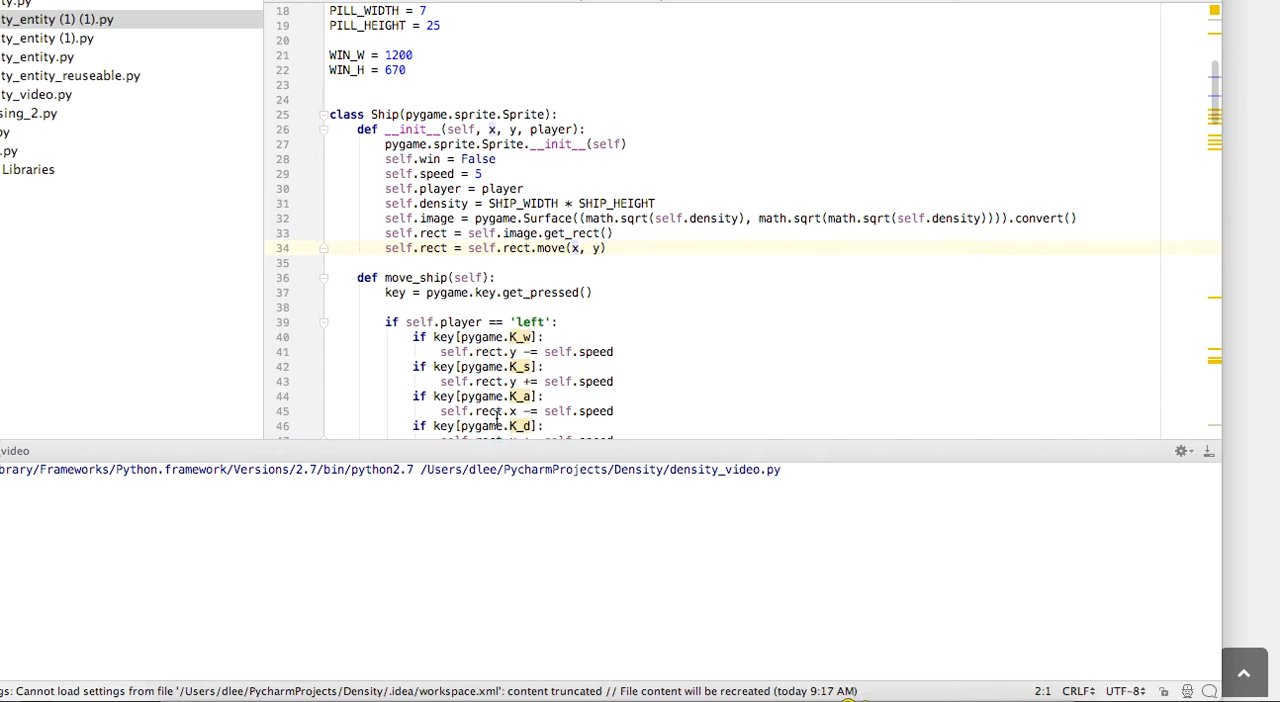 ty_entity (1) (1).py
ty_entity (1).py
ty_entity.py
ty_entity_reuseable.py
ty_video.py
sing_2.py
py
.py
Libraries
18 PILL_WIDTH = 7
19 PILL_HEIGHT = 25
20
21 WIN_W = 1200
22 WIN_H = 670
23
24
25 class Ship(pygame.sprite.Sprite):
26 def __init__(self, x, y, player):
27 pygame.sprite.Sprite.__init__(self)
28 self.win = False
29 self.speed = 5
30 self.player = player
31 self.density = SHIP_WIDTH * SHIP_HEIGHT
32 self.image = pygame.Surface((math.sqrt(self.density), math.sqrt(math.sqrt(self.density)))).convert()
33 self.rect = self.image.get_rect()
34 self.rect = self.rect.move(x, y)
35
36 def move_ship(self):
37 key = pygame.key.get_pressed()
38
39 if self.player == 'left':
40 if key[pygame.K_w]:
41 self.rect.y -= self.speed
42 if key[pygame.K_s]:
43 self.rect.y += self.speed
44 if key[pygame.K_a]:
45 self.rect.x -= self.speed
46 if key[pygame.K_d]:
video
brary/Frameworks/Python.framework/Versions/2.7/bin/python2.7 /Users/dlee/PycharmProjects/Density/density_video.py
gs: Cannot load settings from file '/Users/dlee/PycharmProjects/Density/.idea/workspace.xml': content truncated // File content will be recreated (today 9:17 AM)
2:1 CRLF UTF-8